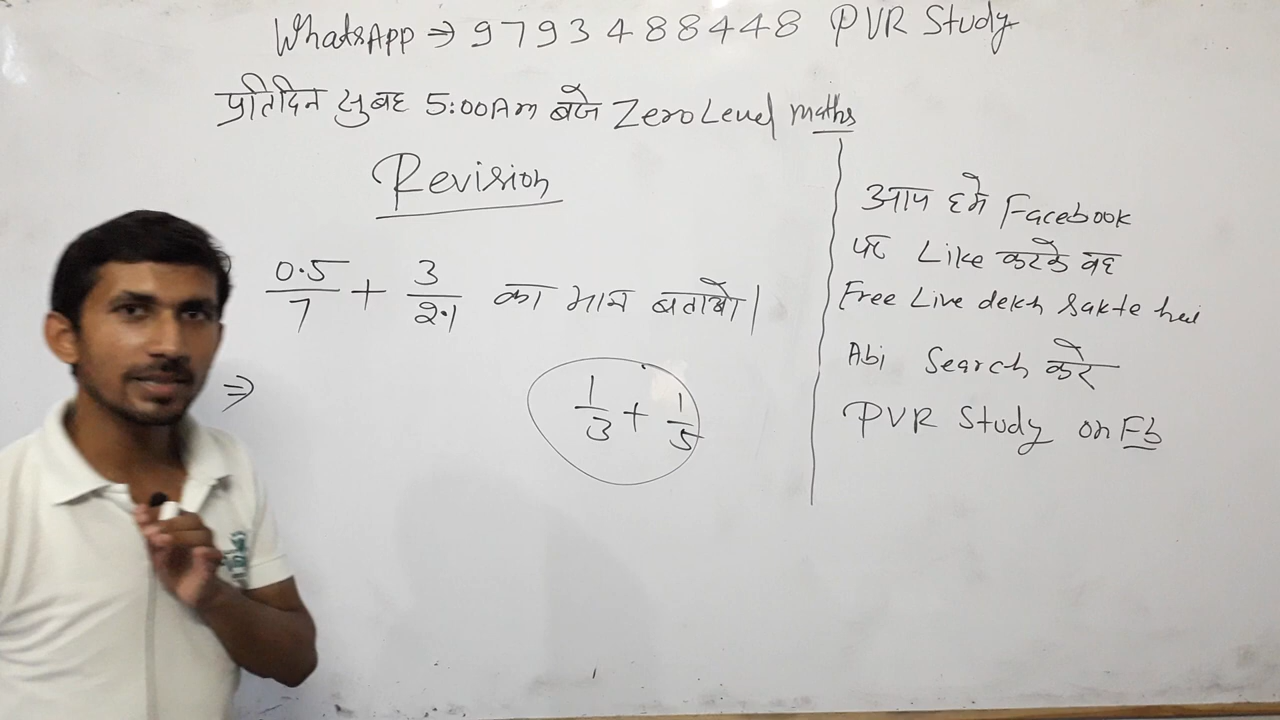 WhatsApp ⇒ 9793488448 PVR Study
प्रतिदिन सुबह 5:00Am बजे Zero Level maths
Revision
0.5/7 + 3/2.1 का मान बताये।
⇒
1/3 + 1/5
आप हमे Facebook
पर Like करके यह
Free Live dekh sakte hai
Abi Search करे
PVR Study on Fb